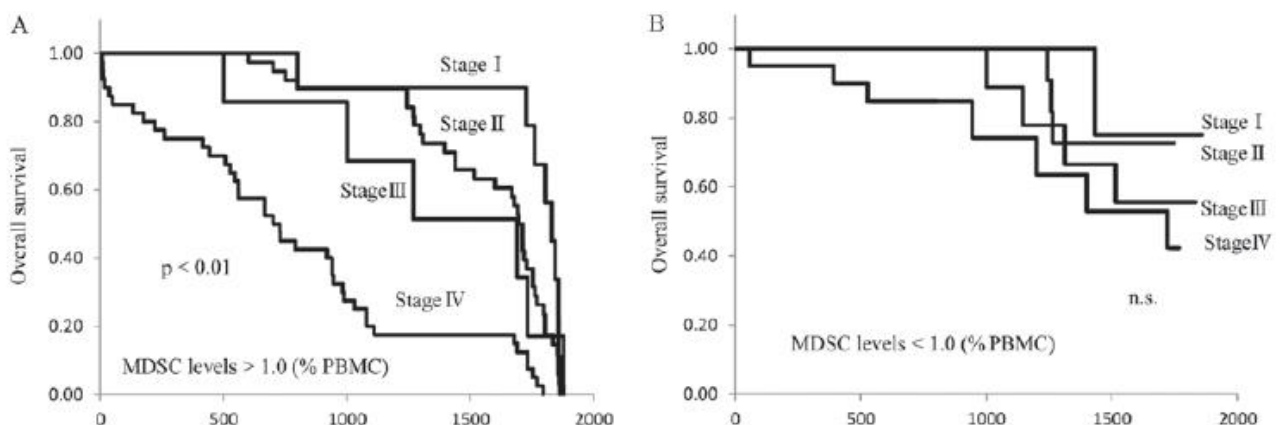 A
1.00
0.80
0.60
0.40
0.20
0.00
Overall survival
Stage I
Stage II
Stage III
Stage IV
p < 0.01
MDSC levels > 1.0 (% PBMC)
0
500
1000
1500
2000
B
1.00
0.80
0.60
0.40
0.20
0.00
Overall survival
Stage I
Stage II
Stage III
Stage IV
n.s.
MDSC levels < 1.0 (% PBMC)
0
500
1000
1500
2000